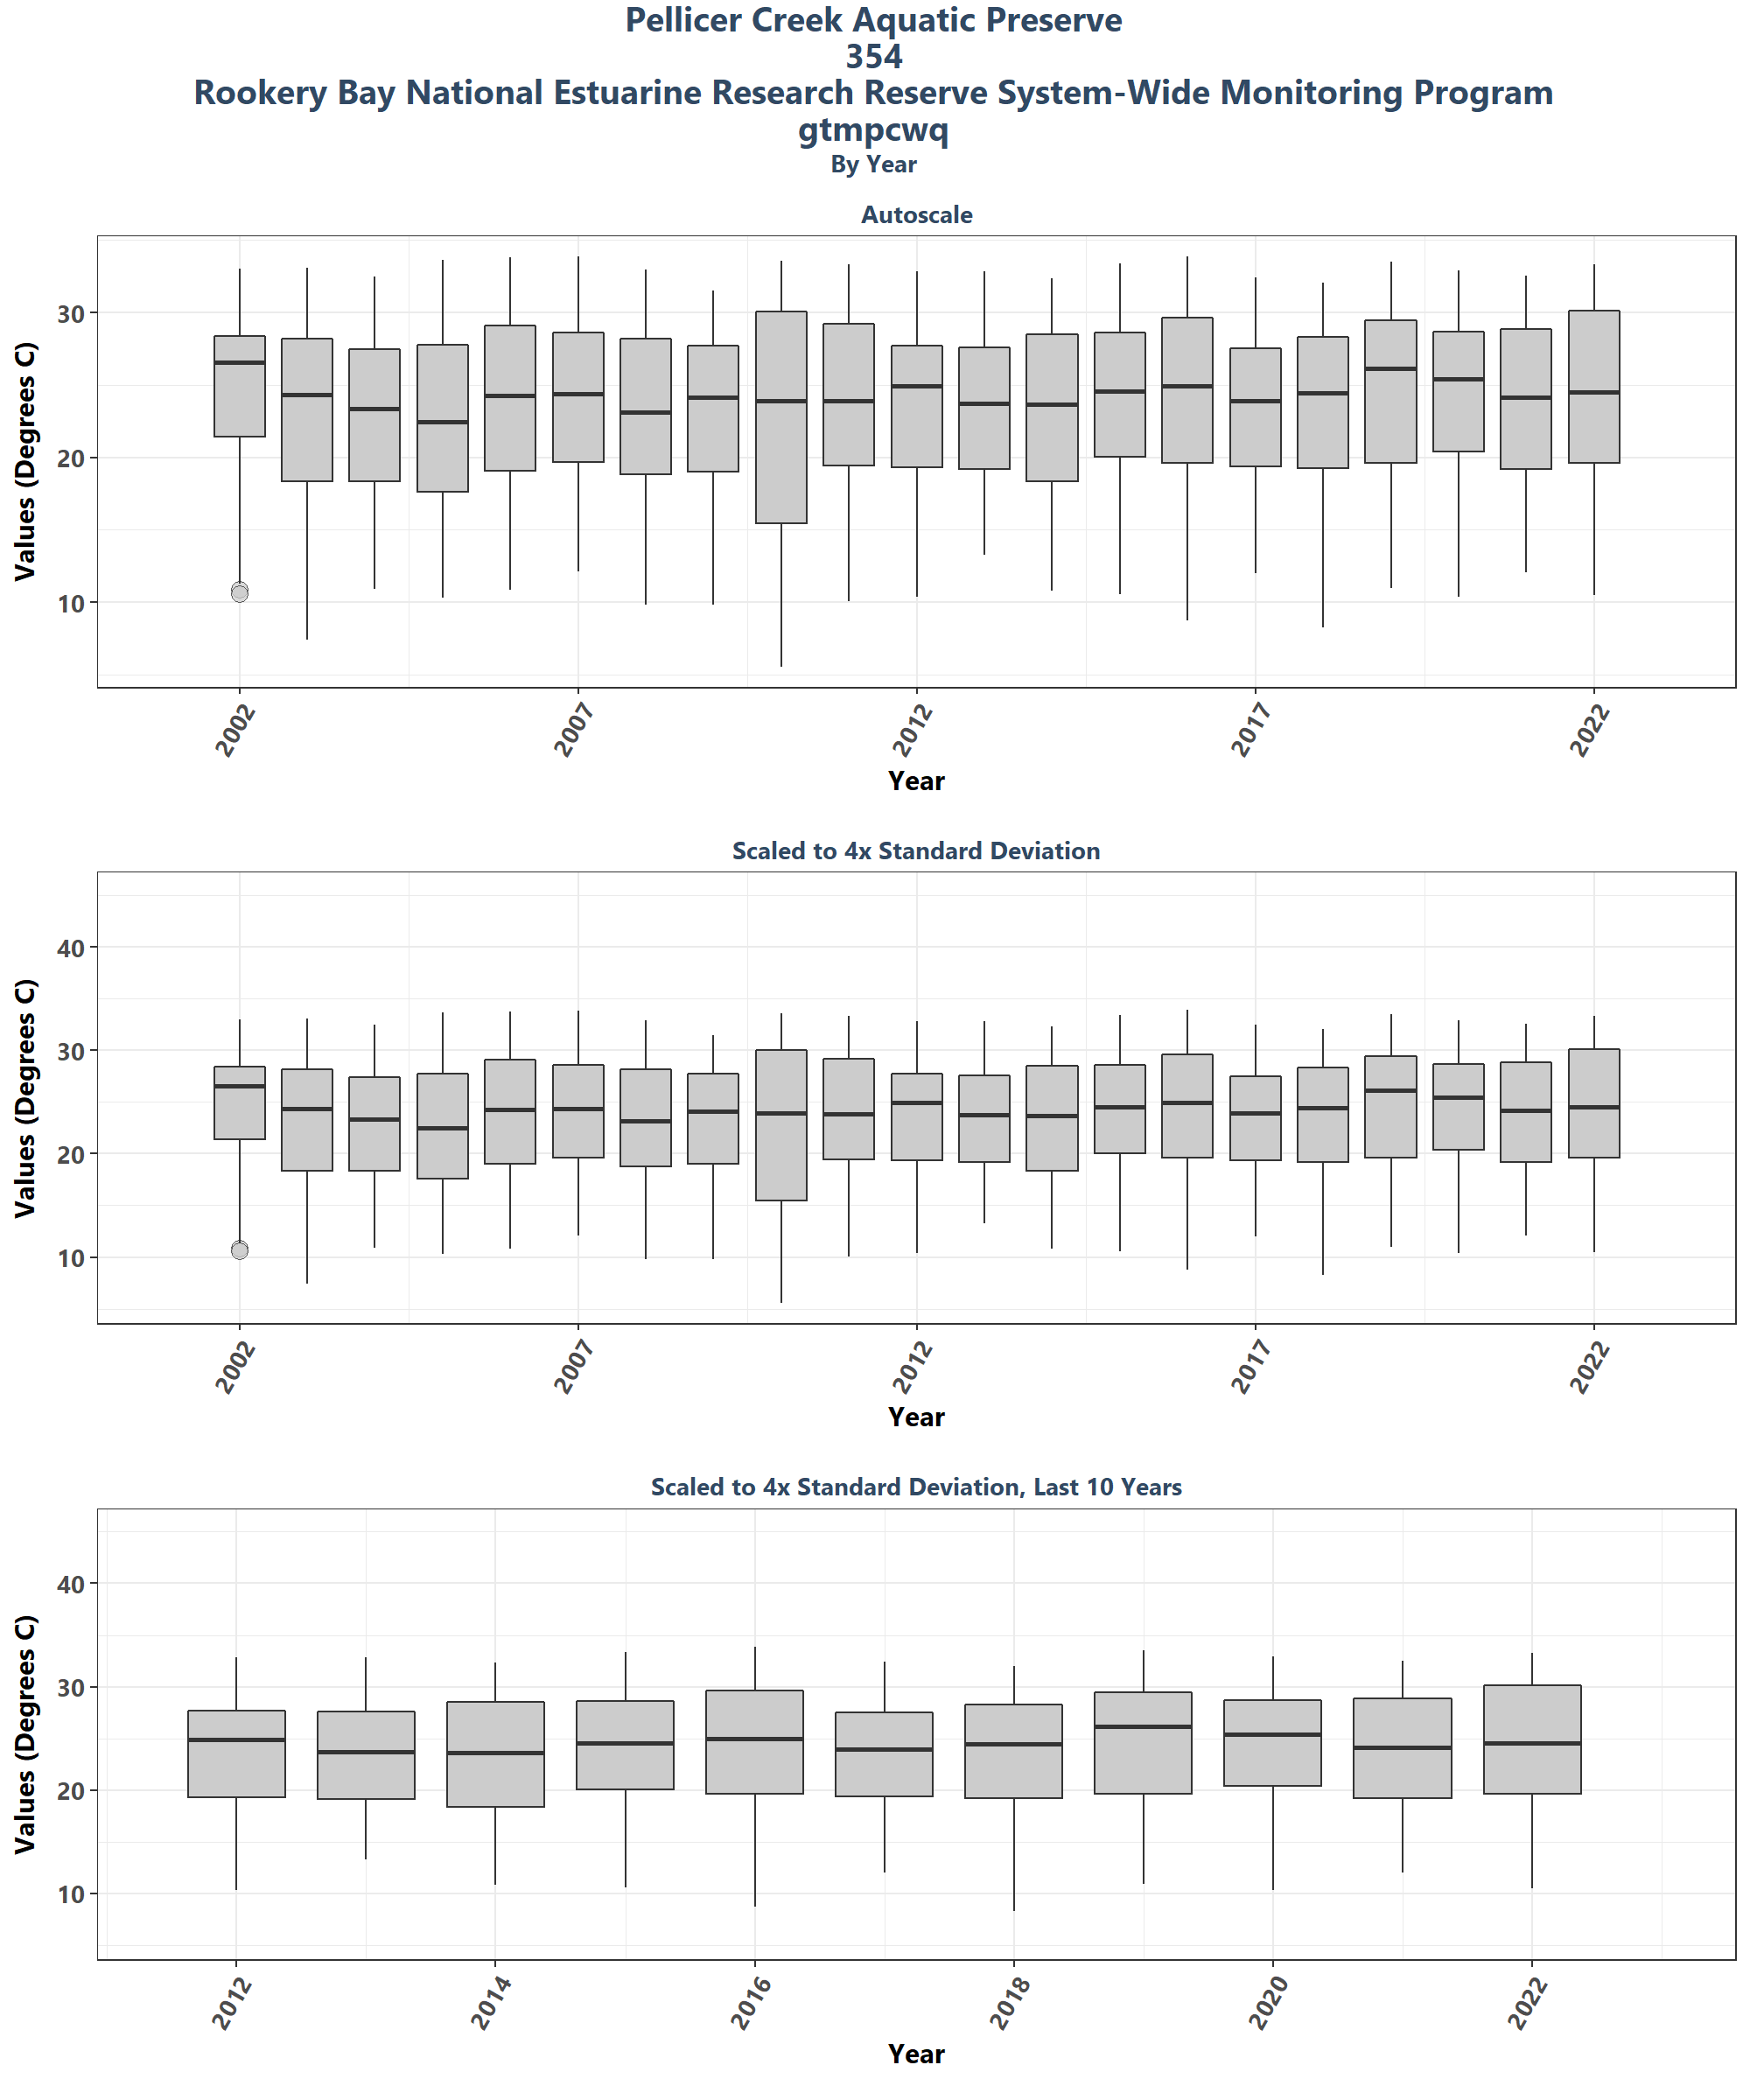 Pellicer Creek Aquatic Preserve
354
Rookery Bay National Estuarine Research Reserve System-Wide Monitoring Program
gtmpcwq
By Year
Autoscale
Values (Degrees C)
30
20
10
2002
2007
2012
2017
2022
Year
Scaled to 4x Standard Deviation
Values (Degrees C)
40
30
20
10
2002
2007
2012
2017
2022
Year
Scaled to 4x Standard Deviation, Last 10 Years
Values (Degrees C)
40
30
20
10
2012
2014
2016
2018
2020
2022
Year